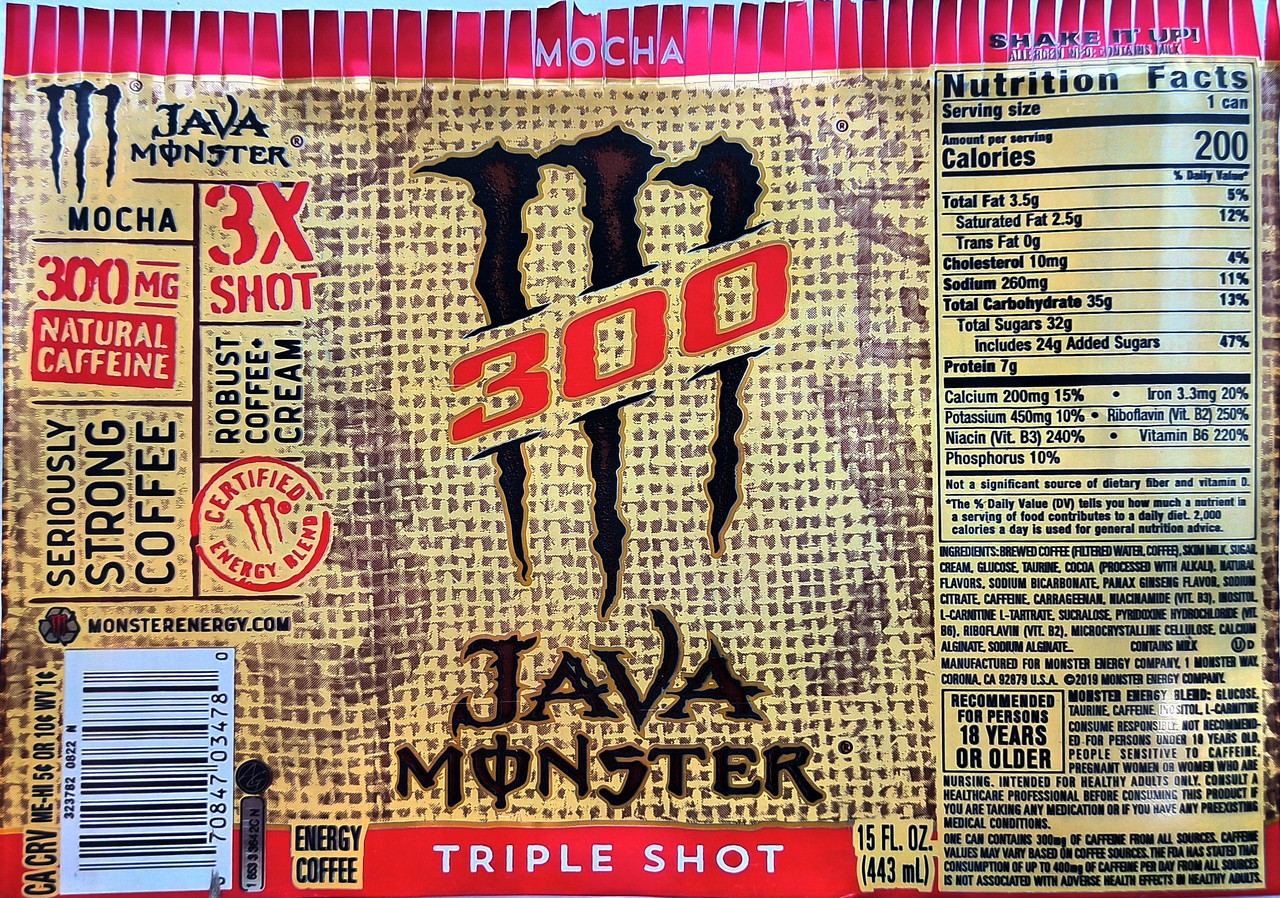 MOCHA
SHAKE IT UP!
ALLERGEN INFO: CONTAINS MILK
®
JAVA
MONSTER®
MOCHA
3X
SHOT
300 MG
NATURAL
CAFFEINE
ROBUST
COFFEE+
CREAM
SERIOUSLY
STRONG
COFFEE
CERTIFIED
ENERGY BLEND
MONSTERENERGY.COM
CA CRV ME-HI 5¢ OR 10¢ WV 1¢
323782 0822 N
0 70847 03478 0
ENERGY
COFFEE
®
300
JAVA
MONSTER®
TRIPLE SHOT
15 FL. OZ.
(443 mL)
Nutrition Facts
Serving size 1 can
Amount per serving
Calories 200
% Daily Value*
Total Fat 3.5g 5%
Saturated Fat 2.5g 12%
Trans Fat 0g
Cholesterol 10mg 4%
Sodium 260mg 11%
Total Carbohydrate 35g 13%
Total Sugars 32g
Includes 24g Added Sugars 47%
Protein 7g
Calcium 200mg 15% • Iron 3.3mg 20%
Potassium 450mg 10% • Riboflavin (Vit. B2) 250%
Niacin (Vit. B3) 240% • Vitamin B6 220%
Phosphorus 10%
Not a significant source of dietary fiber and vitamin D.
*The % Daily Value (DV) tells you how much a nutrient in
a serving of food contributes to a daily diet. 2,000
calories a day is used for general nutrition advice.
INGREDIENTS: BREWED COFFEE (FILTERED WATER, COFFEE), SKIM MILK, SUGAR,
CREAM, GLUCOSE, TAURINE, COCOA (PROCESSED WITH ALKALI), NATURAL
FLAVORS, SODIUM BICARBONATE, PANAX GINSENG FLAVOR, SODIUM
CITRATE, CAFFEINE, CARRAGEENAN, NIACINAMIDE (VIT. B3), INOSITOL,
L-CARNITINE L-TARTRATE, SUCRALOSE, PYRIDOXINE HYDROCHLORIDE (VIT.
B6), RIBOFLAVIN (VIT. B2), MICROCRYSTALLINE CELLULOSE, CALCIUM
ALGINATE, SODIUM ALGINATE. CONTAINS MILK Ⓤ D
MANUFACTURED FOR MONSTER ENERGY COMPANY, 1 MONSTER WAY,
CORONA, CA 92879 U.S.A. ©2019 MONSTER ENERGY COMPANY.
RECOMMENDED
FOR PERSONS
18 YEARS
OR OLDER
MONSTER ENERGY BLEND: GLUCOSE,
TAURINE, CAFFEINE, INOSITOL, L-CARNITINE
CONSUME RESPONSIBLY. NOT RECOMMEND-
ED FOR PERSONS UNDER 18 YEARS OLD,
PEOPLE SENSITIVE TO CAFFEINE,
PREGNANT WOMEN OR WOMEN WHO ARE
NURSING. INTENDED FOR HEALTHY ADULTS ONLY. CONSULT A
HEALTHCARE PROFESSIONAL BEFORE CONSUMING THIS PRODUCT IF
YOU ARE TAKING ANY MEDICATION OR IF YOU HAVE ANY PREEXISTING
MEDICAL CONDITIONS.
ONE CAN CONTAINS 300mg OF CAFFEINE FROM ALL SOURCES. CAFFEINE
VALUES MAY VARY BASED ON COFFEE SOURCES. THE FDA HAS STATED THAT
CONSUMPTION OF UP TO 400mg OF CAFFEINE PER DAY FROM ALL SOURCES
IS NOT ASSOCIATED WITH ADVERSE HEALTH EFFECTS IN HEALTHY ADULTS.